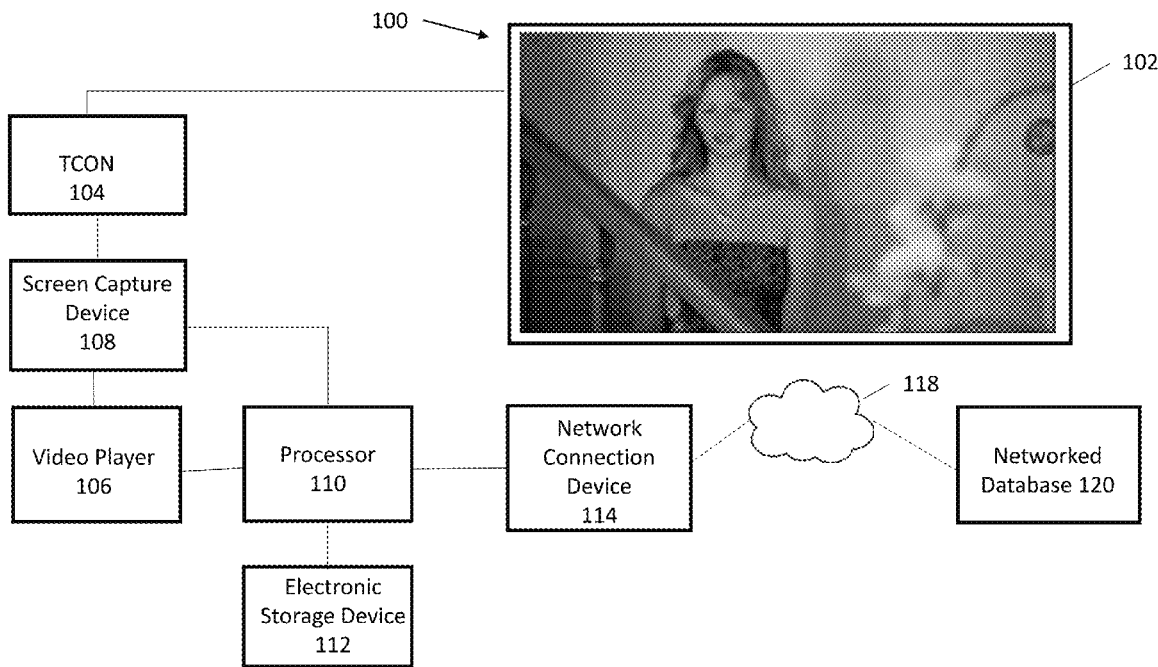 100
102
TCON
104
Screen Capture
Device
108
118
Video Player
106
Processor
110
Network
Connection
Device
114
Networked
Database 120
Electronic
Storage Device
112